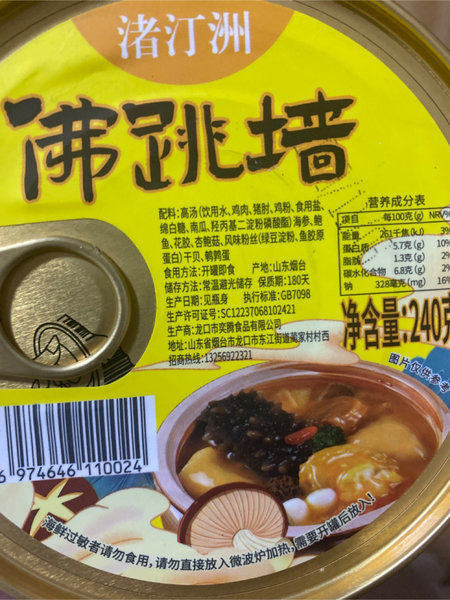 渚汀洲
佛跳墙
配料:高汤(饮用水、鸡肉、猪肘、鸡粉、食用盐、
绵白糖、南瓜、羟丙基二淀粉磷酸酯)海参、鲍
鱼、花胶、杏鲍菇、风味粉丝(绿豆淀粉、鱼胶原
蛋白)干贝、鹌鹑蛋
食用方法:开罐即食 产地:山东烟台
储存方法:常温避光储存 保质期:180天
生产日期:见瓶身 执行标准:GB7098
生产许可证号:SC12237068102421
生产商:龙口市奕腾食品有限公司
地址:山东省烟台市龙口市东江街道蔺家村村西
招商热线:13256922321
营养成分表
项目 每100克(g) NRV%
能量 261千焦(kJ) 3%
蛋白质 5.7克(g) 10%
脂肪 1.3克(g) 2%
碳水化合物 6.8克(g) 2%
钠 328毫克(mg) 16%
净含量:240克
图片仅供参考
6 974646 110024
海鲜过敏者请勿食用,请勿直接放入微波炉加热,需要开罐后放入!